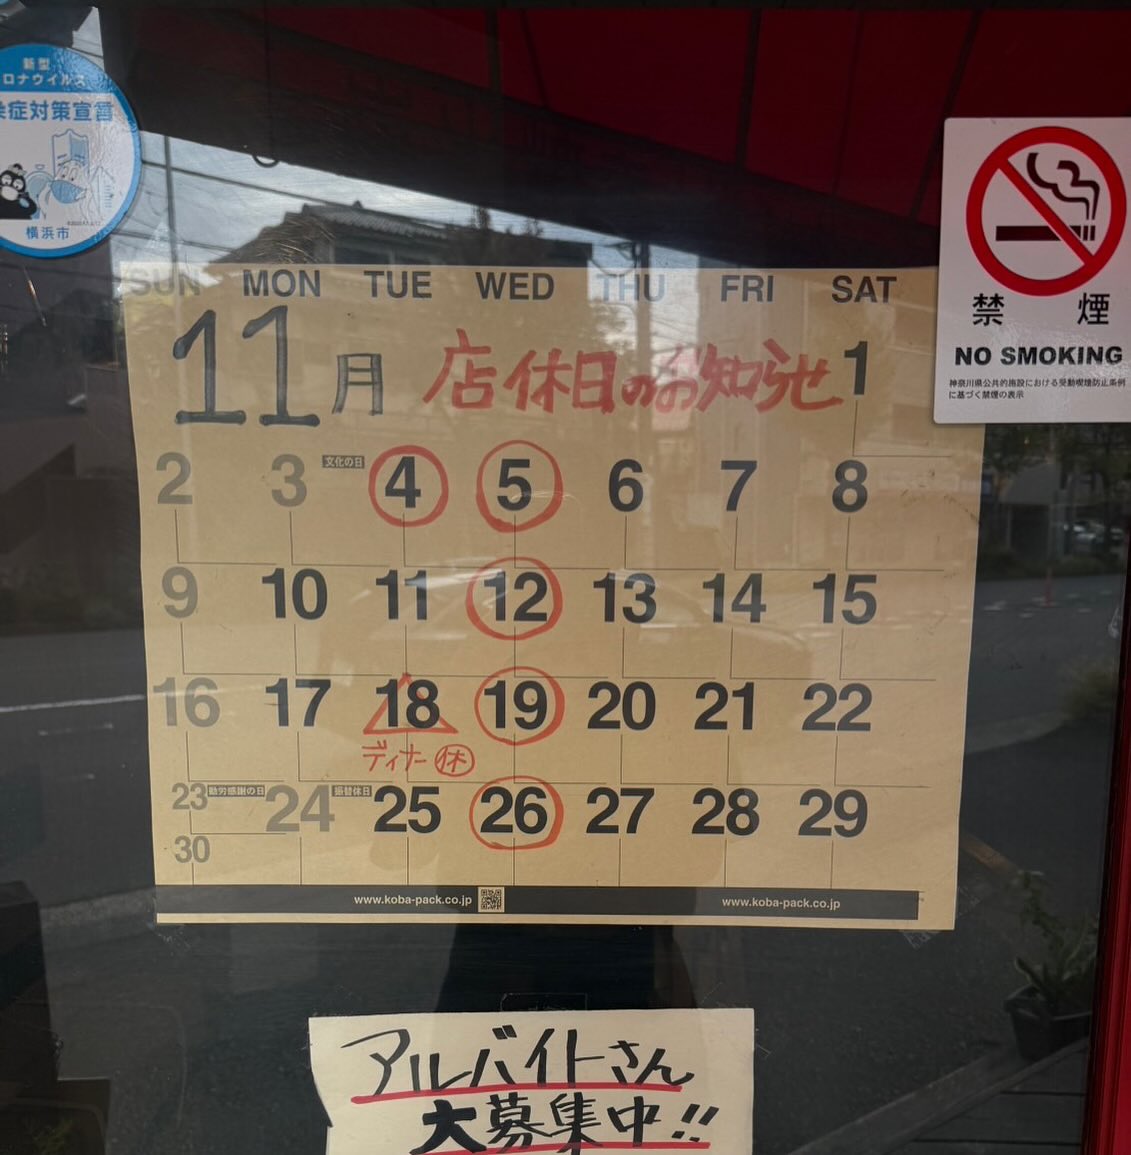 新型
ロナウイルス
染症対策宣言
横浜市
禁煙
NO SMOKING
神奈川県公共的施設における受動喫煙防止条例
に基づく禁煙の表示
SUN MON TUE WED THU FRI SAT
11月 店休日のお知らせ 1
2 3 文化の日 4 5 6 7 8
9 10 11 12 13 14 15
16 17 18 19 20 21 22
ディナー 休
23 勤労感謝の日 24 振替休日 25 26 27 28 29
30
www.koba-pack.co.jp www.koba-pack.co.jp
アルバイトさん
大募集中!!